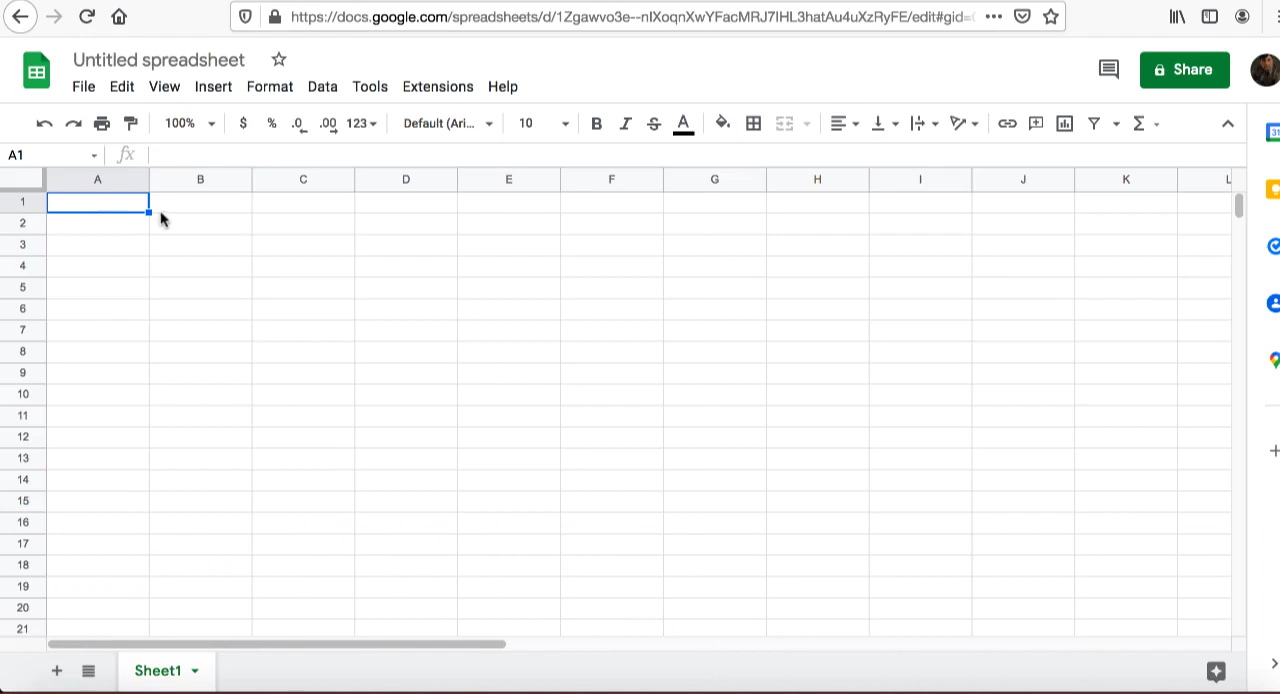 https://docs.google.com/spreadsheets/d/1Zgawvo3e--nIXoqnXwYFacMRJ7IHL3hatAu4uXzRyFE/edit#gid=
Untitled spreadsheet
Share
File Edit View Insert Format Data Tools Extensions Help
100% $ % .0 .00 123 Default (Ari... 10 B I S A Σ
31
A1 fx
A B C D E F G H I J K L
1
2
3
4
5
6
7
8
9
10
11
12
13
14
15
16
17
18
19
20
21
+ Sheet1